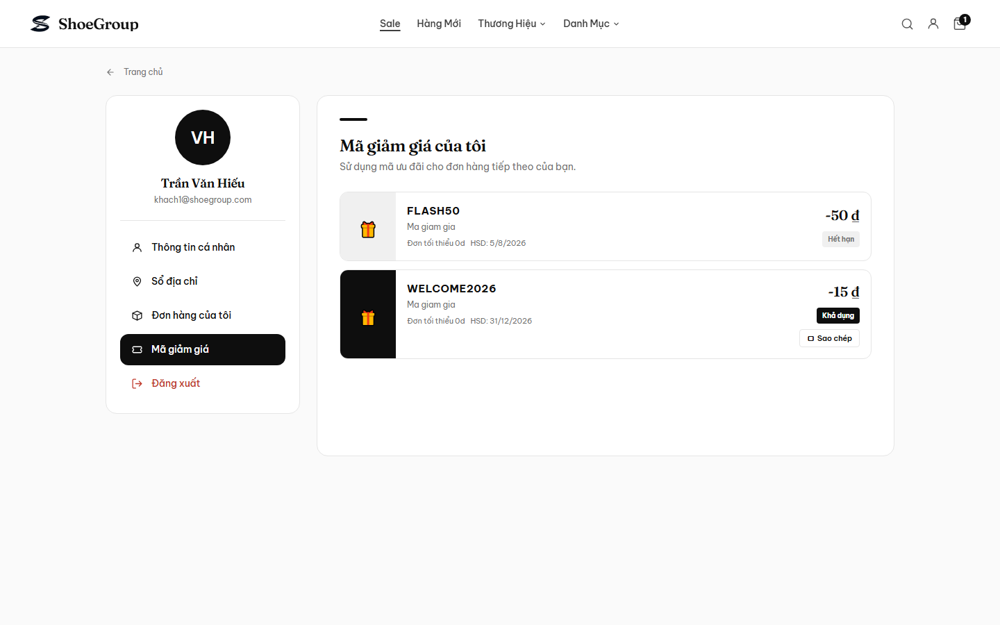 ShoeGroup
Sale
Hàng Mới
Thương Hiệu
Danh Mục
1
Trang chủ
VH
Trần Văn Hiếu
khach1@shoegroup.com
Thông tin cá nhân
Sổ địa chỉ
Đơn hàng của tôi
Mã giảm giá
Đăng xuất
Mã giảm giá của tôi
Sử dụng mã ưu đãi cho đơn hàng tiếp theo của bạn.
FLASH50
Ma giam gia
Đơn tối thiểu 0đ HSD: 5/8/2026
-50 ₫
Hết hạn
WELCOME2026
Ma giam gia
Đơn tối thiểu 0đ HSD: 31/12/2026
-15 ₫
Khả dụng
Sao chép